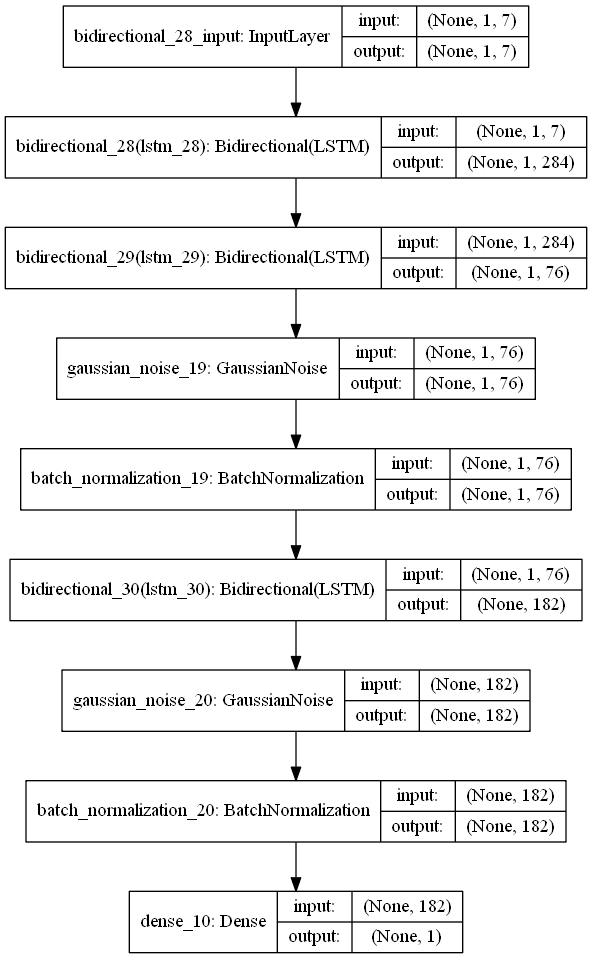 bidirectional_28_input: InputLayer
input: (None, 1, 7)
output: (None, 1, 7)
bidirectional_28(lstm_28): Bidirectional(LSTM)
input: (None, 1, 7)
output: (None, 1, 284)
bidirectional_29(lstm_29): Bidirectional(LSTM)
input: (None, 1, 284)
output: (None, 1, 76)
gaussian_noise_19: GaussianNoise
input: (None, 1, 76)
output: (None, 1, 76)
batch_normalization_19: BatchNormalization
input: (None, 1, 76)
output: (None, 1, 76)
bidirectional_30(lstm_30): Bidirectional(LSTM)
input: (None, 1, 76)
output: (None, 182)
gaussian_noise_20: GaussianNoise
input: (None, 182)
output: (None, 182)
batch_normalization_20: BatchNormalization
input: (None, 182)
output: (None, 182)
dense_10: Dense
input: (None, 182)
output: (None, 1)